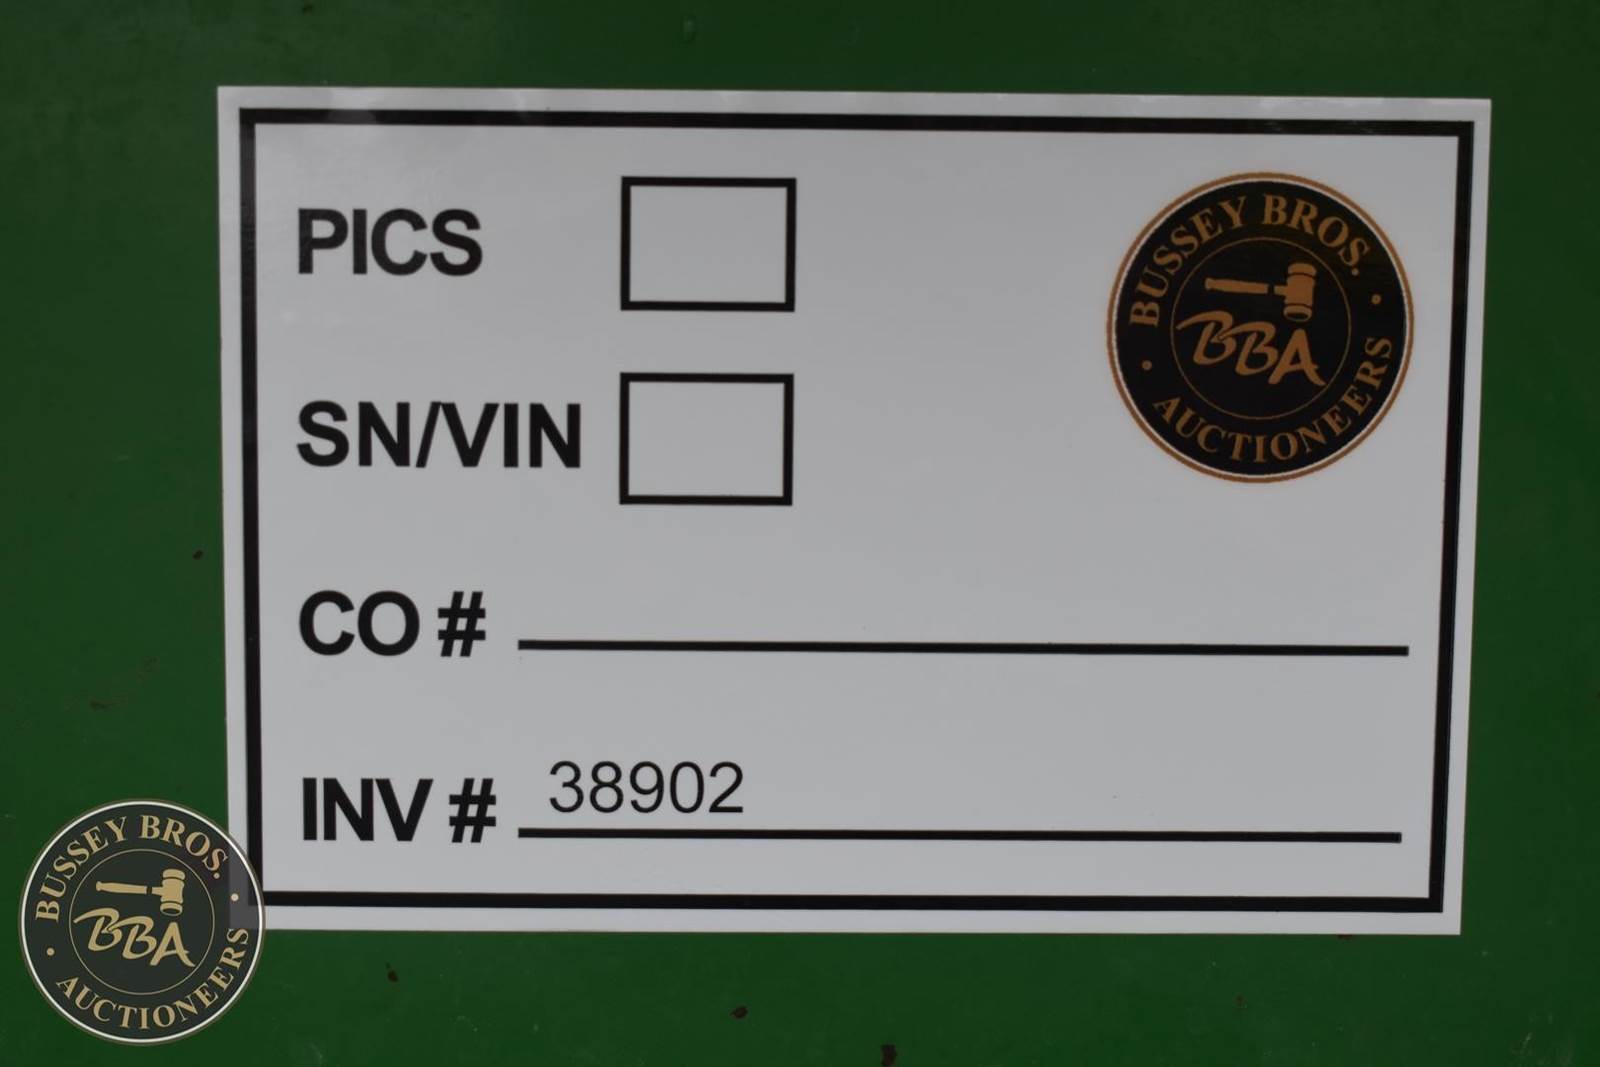 PICS
BUSSEY BROS.
BBA
AUCTIONEERS
SN/VIN
CO #
INV # 38902
BUSSEY BROS.
BBA
AUCTIONEERS